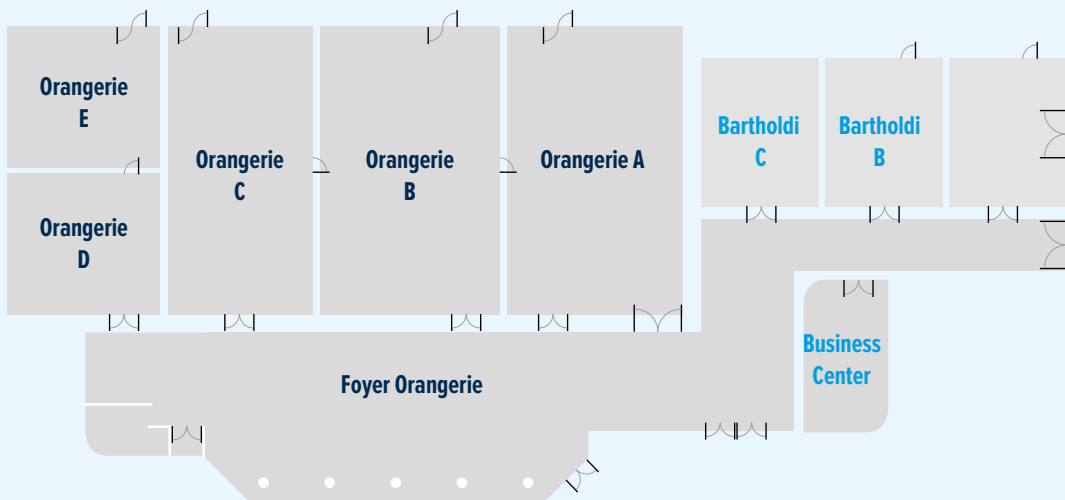 Orangerie
E
Orangerie
D
Orangerie
C
Orangerie
B
Orangerie A
Bartholdi
C
Bartholdi
B
Foyer Orangerie
Business
Center